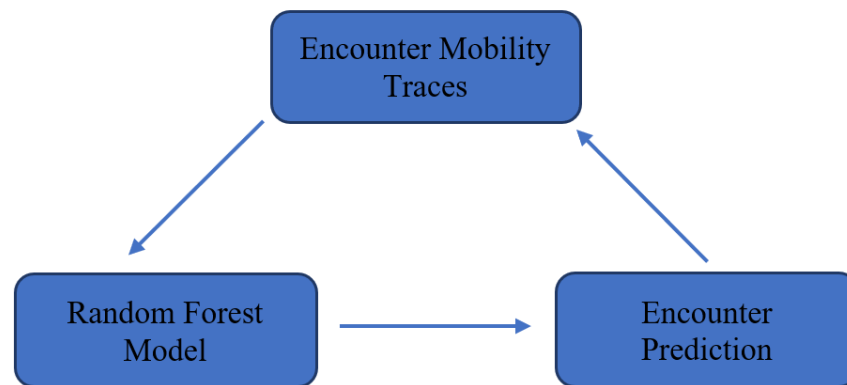 Encounter Mobility
Traces
Random Forest
Model
Encounter
Prediction